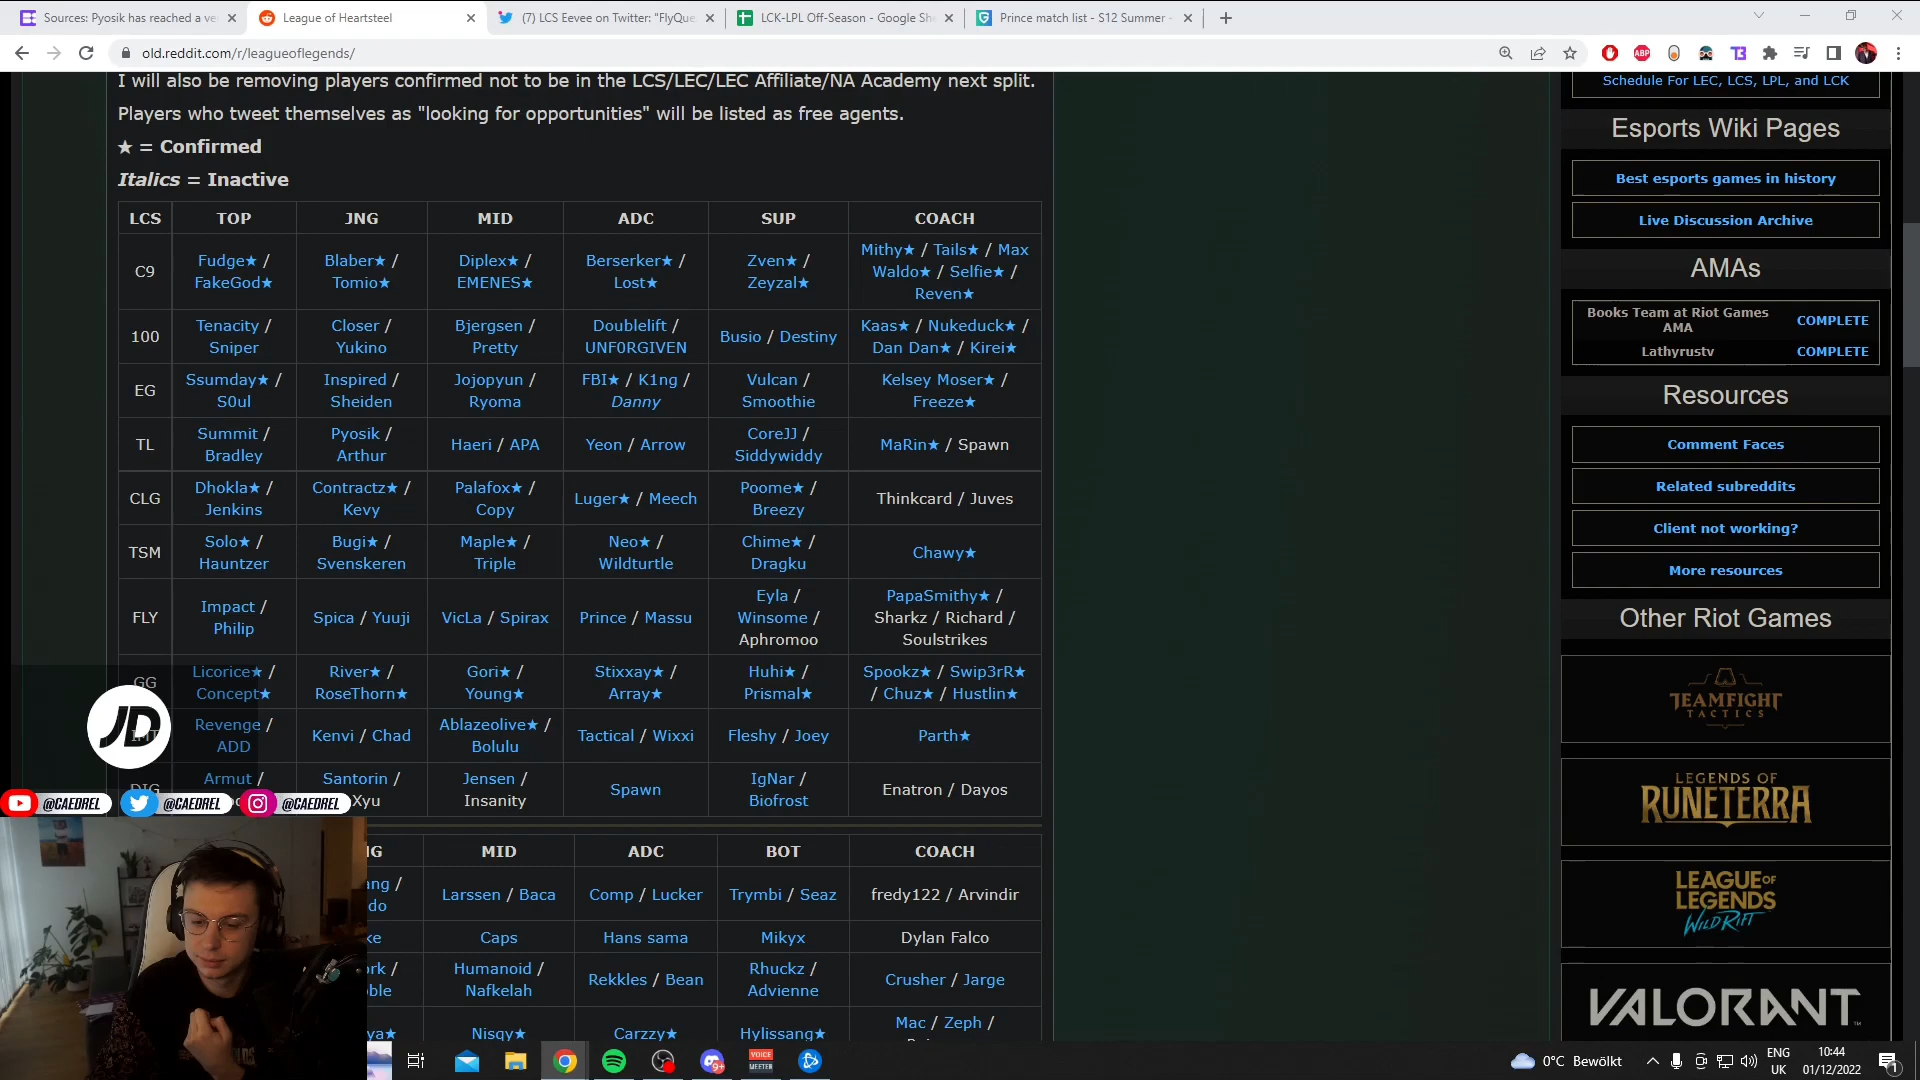 Sources: Pyosik has reached a ve
League of Heartsteel
(7) LCS Eevee on Twitter: "FlyQue
LCK-LPL Off-Season - Google She
Prince match list - S12 Summer -
old.reddit.com/r/leagueoflegends/
I will also be removing players confirmed not to be in the LCS/LEC/LEC Affiliate/NA Academy next split.
Players who tweet themselves as "looking for opportunities" will be listed as free agents.
★ = Confirmed
Italics = Inactive
LCS TOP JNG MID ADC SUP COACH
C9 Fudge★ / FakeGod★ Blaber★ / Tomio★ Diplex★ / EMENES★ Berserker★ / Lost★ Zven★ / Zeyzal★ Mithy★ / Tails★ / Max Waldo★ / Selfie★ / Reven★
100 Tenacity / Sniper Closer / Yukino Bjergsen / Pretty Doublelift / UNF0RGIVEN Busio / Destiny Kaas★ / Nukeduck★ / Dan Dan★ / Kirei★
EG Ssumday★ / S0ul Inspired / Sheiden Jojopyun / Ryoma FBI★ / K1ng / Danny Vulcan / Smoothie Kelsey Moser★ / Freeze★
TL Summit / Bradley Pyosik / Arthur Haeri / APA Yeon / Arrow CoreJJ / Siddywiddy MaRin★ / Spawn
CLG Dhokla★ / Jenkins Contractz★ / Kevy Palafox★ / Copy Luger★ / Meech Poome★ / Breezy Thinkcard / Juves
TSM Solo★ / Hauntzer Bugi★ / Svenskeren Maple★ / Triple Neo★ / Wildturtle Chime★ / Dragku Chawy★
FLY Impact / Philip Spica / Yuuji VicLa / Spirax Prince / Massu Eyla / Winsome / Aphromoo PapaSmithy★ / Sharkz / Richard / Soulstrikes
GG Licorice★ / Concept★ River★ / RoseThorn★ Gori★ / Young★ Stixxay★ / Array★ Huhi★ / Prismal★ Spookz★ / Swip3rR★ / Chuz★ / Hustlin★
IMT Revenge / ADD Kenvi / Chad Ablazeolive★ / Bolulu Tactical / Wixxi Fleshy / Joey Parth★
DIG Armut / Santorin / Xyu Jensen / Insanity Spawn IgNar / Biofrost Enatron / Dayos
MID ADC BOT COACH
ang / do Larssen / Baca Comp / Lucker Trymbi / Seaz fredy122 / Arvindir
ke Caps Hans sama Mikyx Dylan Falco
ork / ble Humanoid / Nafkelah Rekkles / Bean Rhuckz / Advienne Crusher / Jarge
ya★ Nisqy★ Carzzy★ Hylissang★ Mac / Zeph /
JD
@CAEDREL @CAEDREL @CAEDREL
Schedule For LEC, LCS, LPL, and LCK
Esports Wiki Pages
Best esports games in history
Live Discussion Archive
AMAs
Books Team at Riot Games AMA COMPLETE
Lathyrustv COMPLETE
Resources
Comment Faces
Related subreddits
Client not working?
More resources
Other Riot Games
TEAMFIGHT
TACTICS
LEGENDS OF
RUNETERRA
LEAGUE OF
LEGENDS
WILD RIFT
VALORANT
VOICE
MEETER
0°C Bewölkt
ENG
UK
10:44
01/12/2022